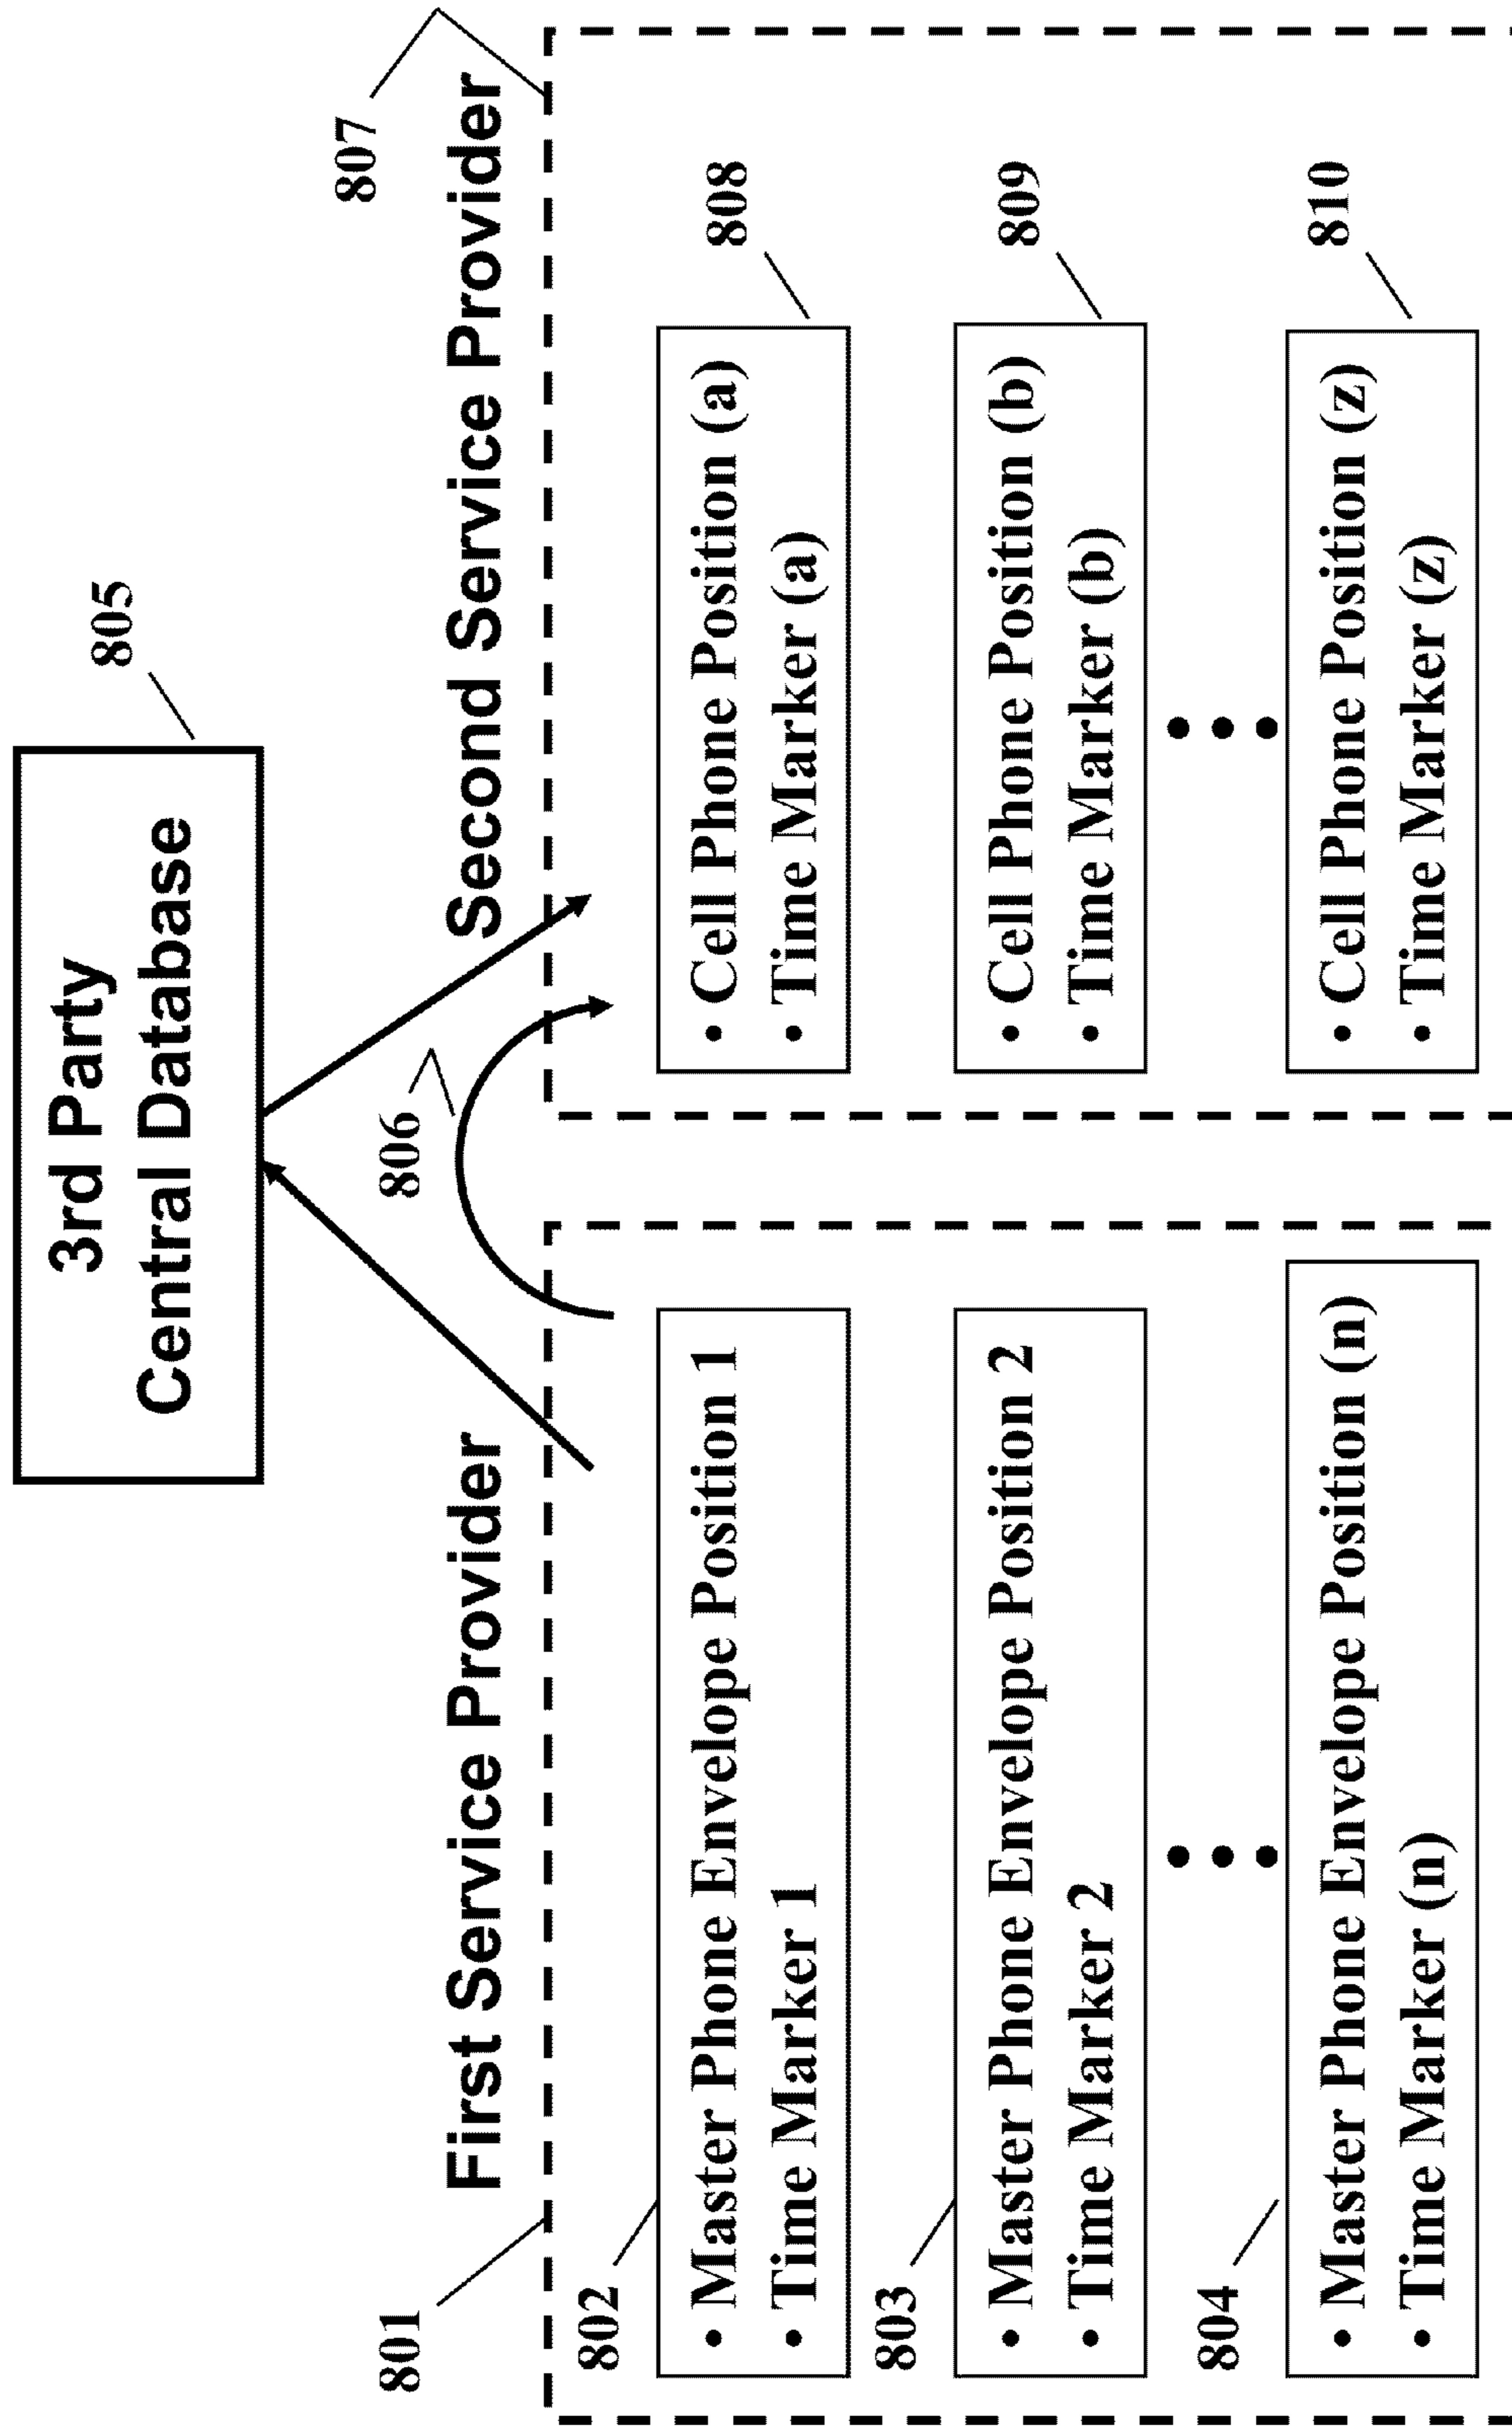 3rd Party
Central Database
805
First Service Provider
Second Service Provider
801
806
807
802
• Master Phone Envelope Position 1
• Time Marker 1
803
• Master Phone Envelope Position 2
• Time Marker 2
804
• Master Phone Envelope Position (n)
• Time Marker (n)
• Cell Phone Position (a)
• Time Marker (a)
808
• Cell Phone Position (b)
• Time Marker (b)
809
• Cell Phone Position (z)
• Time Marker (z)
810